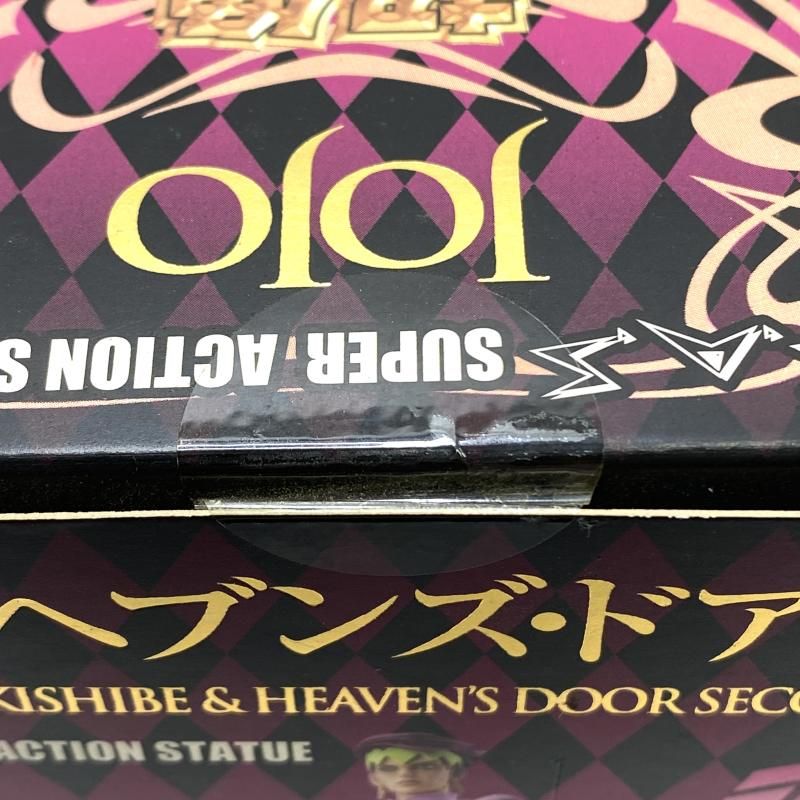 SUPER ACTION S
JoJo
ヘブンズ・ドア
KISHIBE & HEAVEN'S DOOR SECO
ACTION STATUE